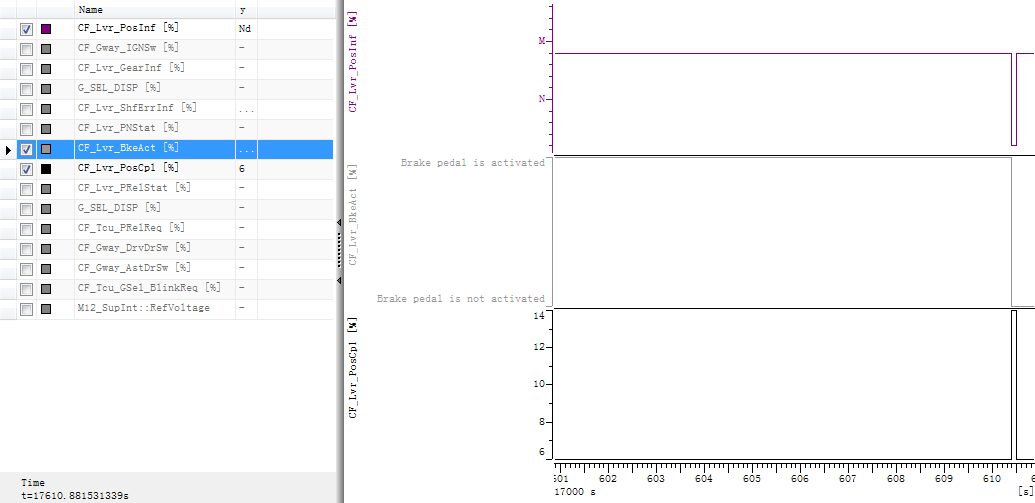 Name y
CF_Lvr_PosInf [%] Nd
CF_Gway_IGNSw [%] -
CF_Lvr_GearInf [%] -
G_SEL_DISP [%] -
CF_Lvr_ShfErrInf [%] ...
CF_Lvr_PNStat [%] -
CF_Lvr_BkeAct [%] ...
CF_Lvr_PosCpl [%] 6
CF_Lvr_PRelStat [%] -
G_SEL_DISP [%] -
CF_Tcu_PRelReq [%] -
CF_Gway_DrvDrSw [%] -
CF_Gway_AstDrSw [%] -
CF_Tcu_GSel_BlinkReq [%] -
M12_SupInt::RefVoltage -
Time
t=17610.881531339s
CF_Lvr_PosInf [%]
M
N
CF_Lvr_BkeAct [%]
Brake pedal is activated
Brake pedal is not activated
CF_Lvr_PosCpl [%]
14
12
10
8
6
601 602 603 604 605 606 607 608 609 610
17000 s [s]